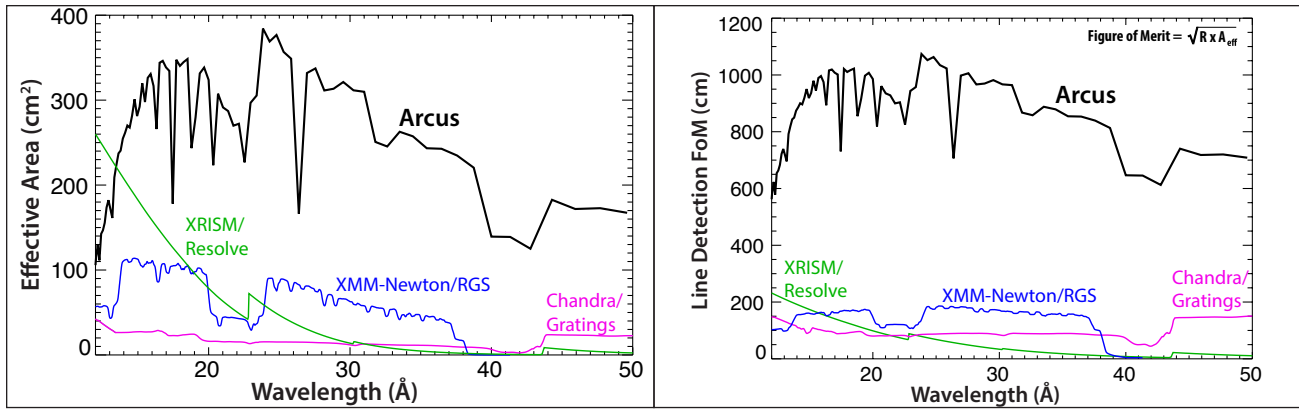 Effective Area (cm²)
400
300
200
100
0
20
30
40
50
Wavelength (Å)
Arcus
XRISM/
Resolve
XMM-Newton/RGS
Chandra/
Gratings
Line Detection FoM (cm)
1200
1000
800
600
400
200
0
20
30
40
50
Wavelength (Å)
Figure of Merit = √R x A_eff
Arcus
XRISM/
Resolve
XMM-Newton/RGS
Chandra/
Gratings